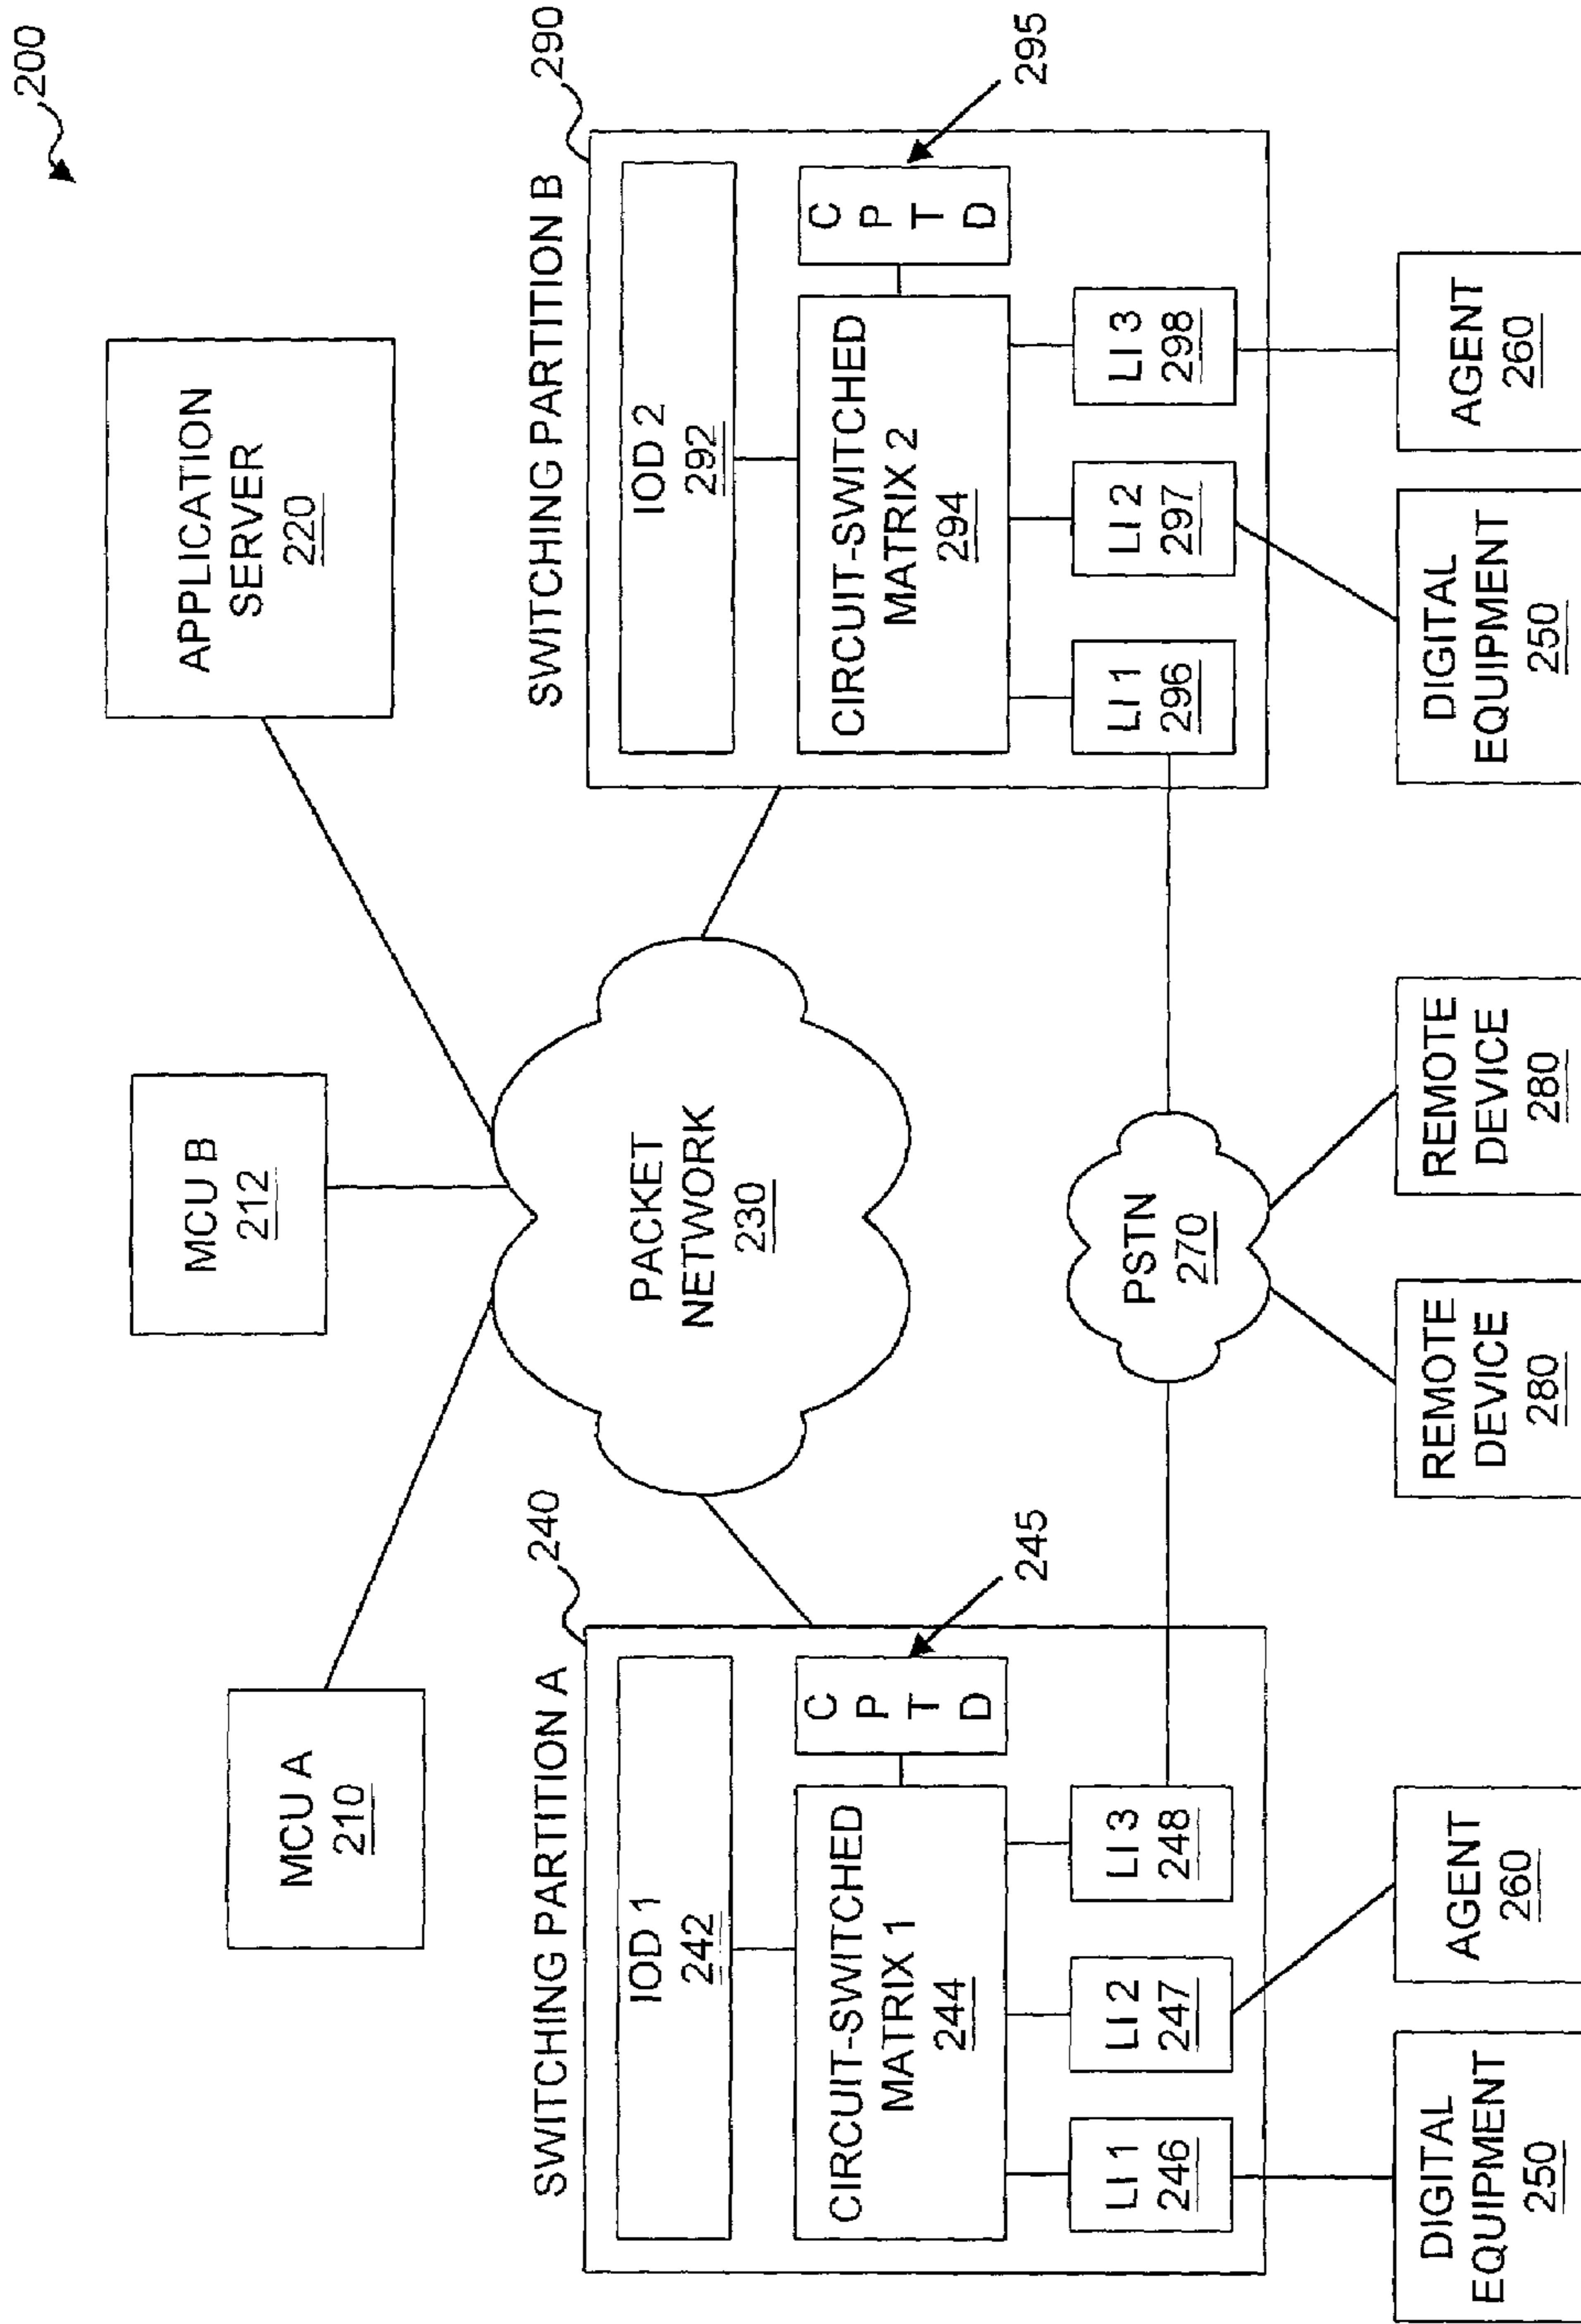 200
MCU A
210
MCU B
212
APPLICATION
SERVER
220
PACKET
NETWORK
230
SWITCHING PARTITION A
240
IOD 1
242
CIRCUIT-SWITCHED
MATRIX 1
244
C
P
T
D
245
LI 1
246
LI 2
247
LI 3
248
SWITCHING PARTITION B
290
IOD 2
292
CIRCUIT-SWITCHED
MATRIX 2
294
C
P
T
D
295
LI 1
296
LI 2
297
LI 3
298
PSTN
270
DIGITAL
EQUIPMENT
250
AGENT
260
REMOTE
DEVICE
280
REMOTE
DEVICE
280
DIGITAL
EQUIPMENT
250
AGENT
260